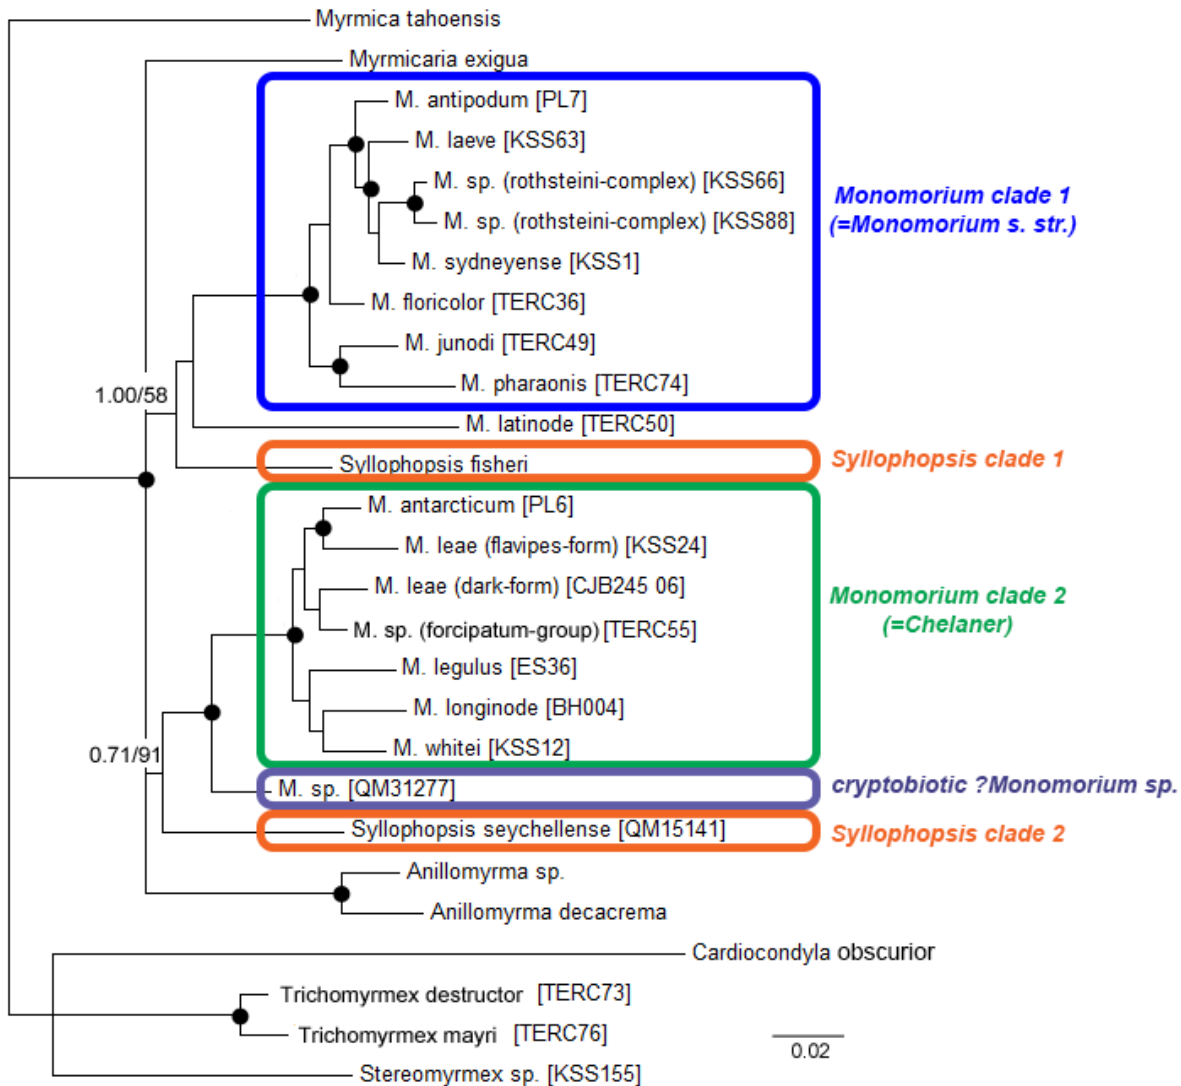 Myrmica tahoensis
Myrmicaria exigua
M. antipodum [PL7]
M. laeve [KSS63]
M. sp. (rothsteini-complex) [KSS66]
M. sp. (rothsteini-complex) [KSS88]
M. sydneyense [KSS1]
M. floricolor [TERC36]
M. junodi [TERC49]
M. pharaonis [TERC74]
Monomorium clade 1
(=Monomorium s. str.)
1.00/58
M. latinode [TERC50]
Syllophopsis fisheri
Syllophopsis clade 1
M. antarcticum [PL6]
M. leae (flavipes-form) [KSS24]
M. leae (dark-form) [CJB245 06]
M. sp. (forcipatum-group) [TERC55]
M. legulus [ES36]
M. longinode [BH004]
M. whitei [KSS12]
Monomorium clade 2
(=Chelaner)
0.71/91
M. sp. [QM31277]
cryptobiotic ?Monomorium sp.
Syllophopsis seychellense [QM15141]
Syllophopsis clade 2
Anillomyrma sp.
Anillomyrma decacrema
Cardiocondyla obscurior
Trichomyrmex destructor [TERC73]
Trichomyrmex mayri [TERC76]
Stereomyrmex sp. [KSS155]
0.02